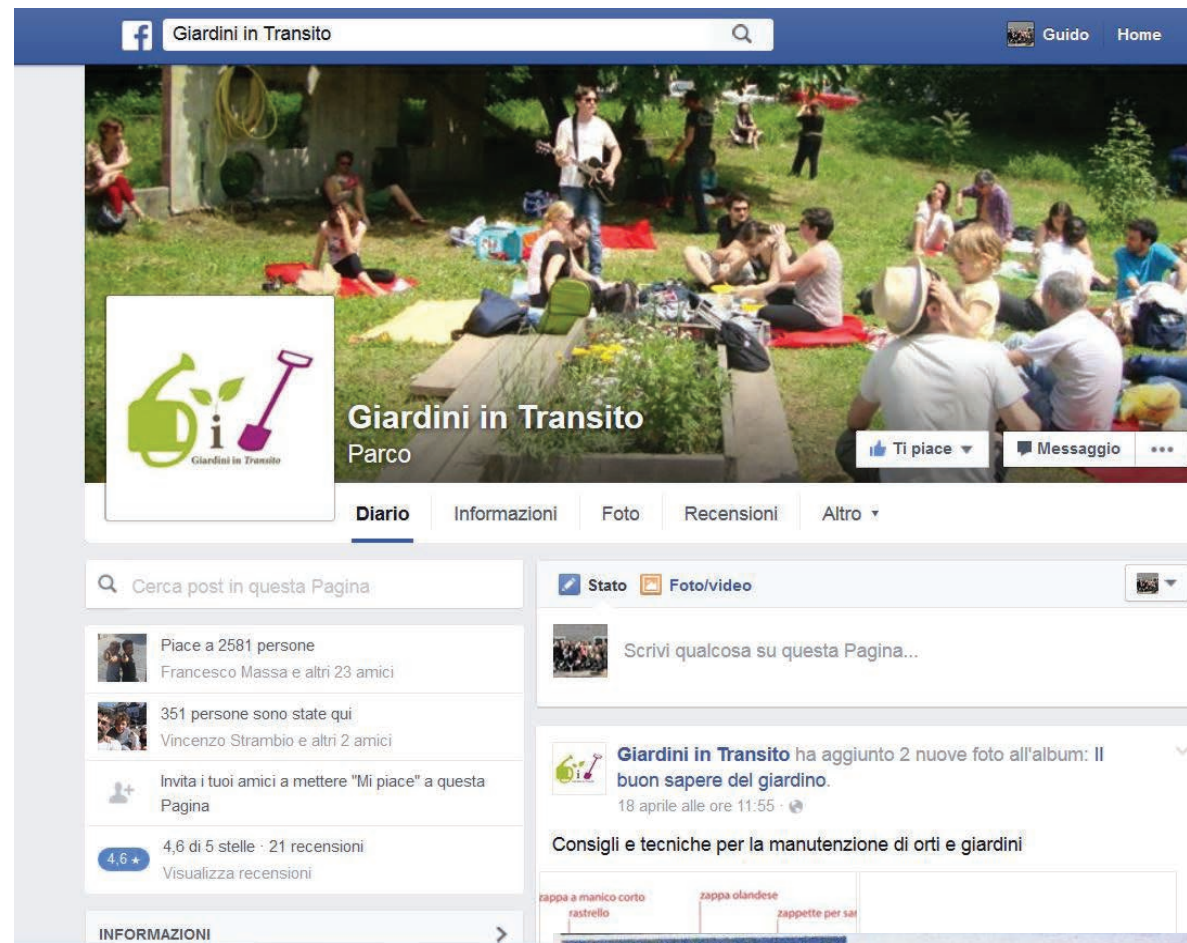 Giardini in Transito
Guido Home
Giardini in Transito
Giardini in Transito
Parco
Ti piace
Messaggio
Diario Informazioni Foto Recensioni Altro
Cerca post in questa Pagina
Piace a 2581 persone
Francesco Massa e altri 23 amici
351 persone sono state qui
Vincenzo Strambio e altri 2 amici
Invita i tuoi amici a mettere "Mi piace" a questa
Pagina
4,6 ★
4,6 di 5 stelle · 21 recensioni
Visualizza recensioni
INFORMAZIONI
Stato Foto/video
Scrivi qualcosa su questa Pagina...
Giardini in Transito ha aggiunto 2 nuove foto all'album: Il
buon sapere del giardino.
18 aprile alle ore 11:55 ·
Consigli e tecniche per la manutenzione di orti e giardini
zappa a manico corto
zappa olandese
rastrello
zappette per sar